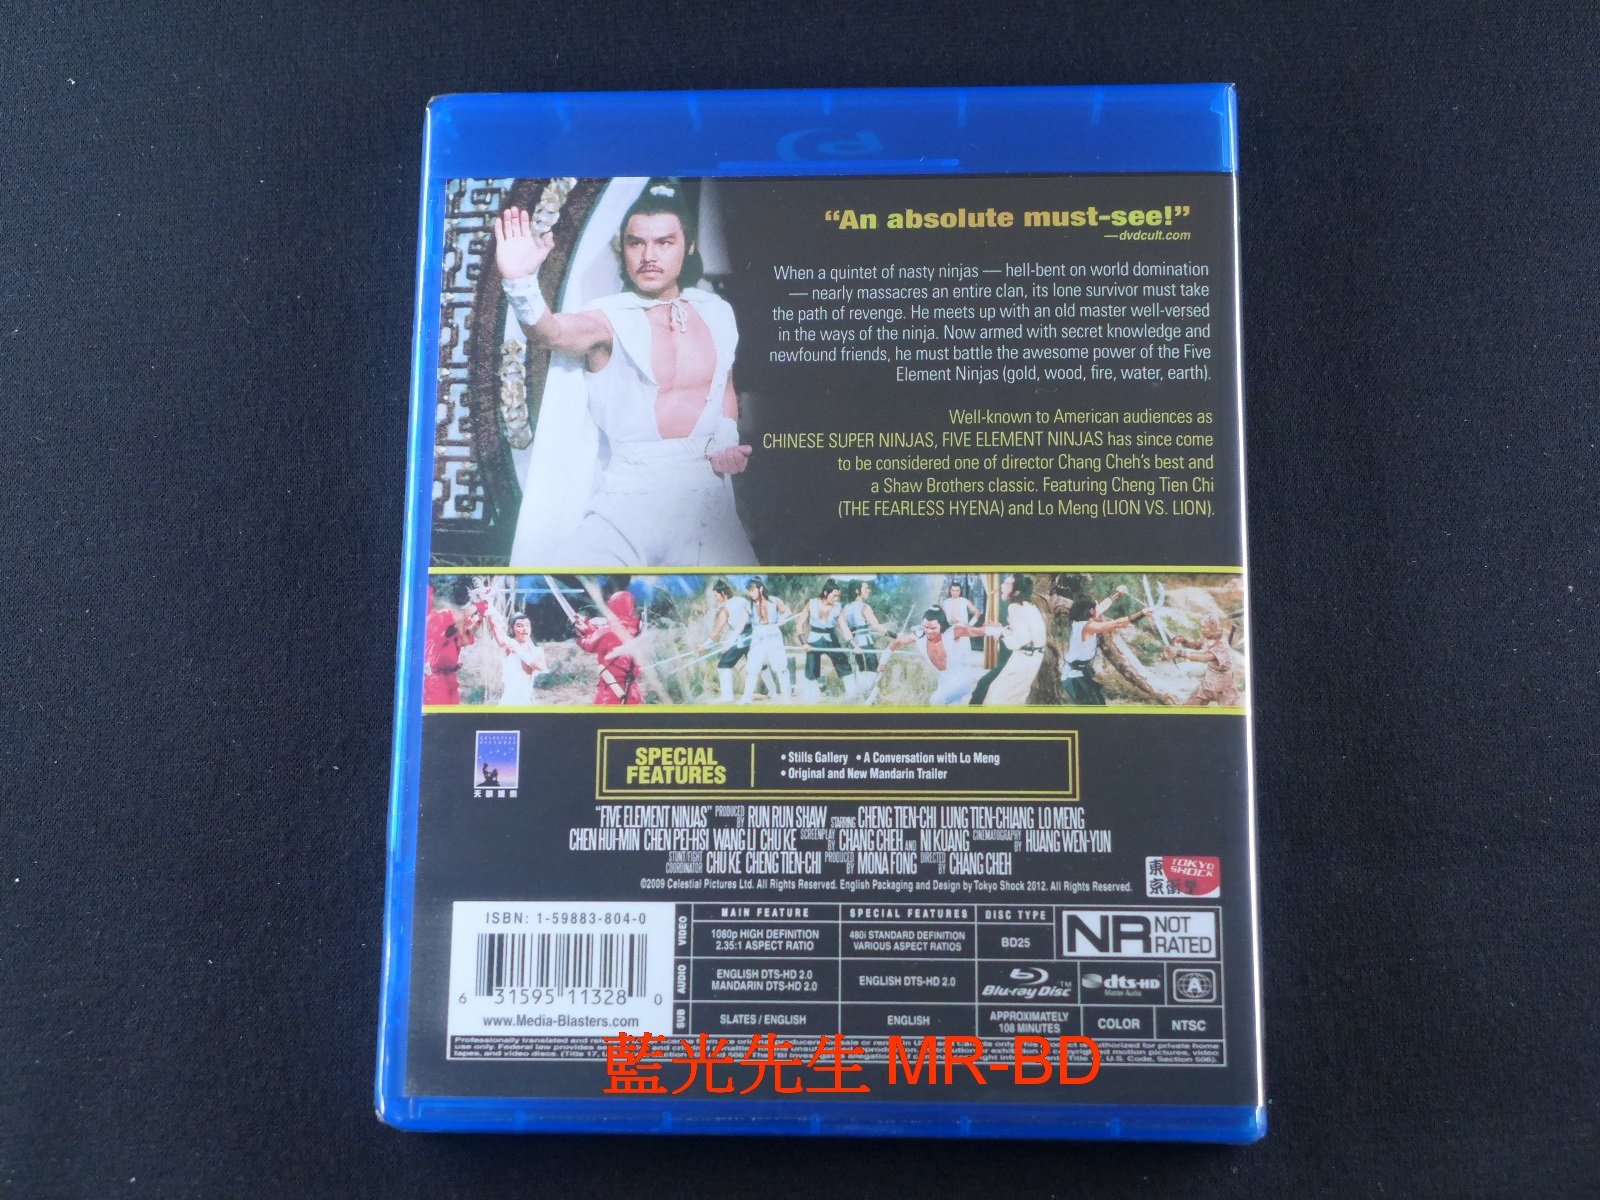 “An absolute must-see!”
—dvdcult.com
When a quintet of nasty ninjas — hell-bent on world domination
— nearly massacres an entire clan, its lone survivor must take
the path of revenge. He meets up with an old master well-versed
in the ways of the ninja. Now armed with secret knowledge and
newfound friends, he must battle the awesome power of the Five
Element Ninjas (gold, wood, fire, water, earth).
Well-known to American audiences as
CHINESE SUPER NINJAS, FIVE ELEMENT NINJAS has since come
to be considered one of director Chang Cheh's best and
a Shaw Brothers classic. Featuring Cheng Tien Chi
(THE FEARLESS HYENA) and Lo Meng (LION VS. LION).
CELESTIAL
PICTURES
SPECIAL
FEATURES
• Stills Gallery • A Conversation with Lo Meng
• Original and New Mandarin Trailer
“FIVE ELEMENT NINJAS” PRODUCED BY RUN RUN SHAW STARRING CHENG TIEN-CHI LUNG TIEN-CHIANG LO MENG
CHEN HUI-MIN CHEN PEI-HSI WANG LI CHU KE SCREENPLAY BY CHANG CHEH AND NI KUANG CINEMATOGRAPHY BY HUANG WEN-YUN
STUNT/FIGHT COORDINATOR CHU KE CHENG TIEN-CHI PRODUCED BY MONA FONG DIRECTED BY CHANG CHEH
©2009 Celestial Pictures Ltd. All Rights Reserved. English Packaging and Design by Tokyo Shock 2012. All Rights Reserved.
東京衝撃
TOKYO
SHOCK
ISBN: 1-59883-804-0
6 31595 11328 0
www.Media-Blasters.com
MAIN FEATURE SPECIAL FEATURES DISC TYPE
VIDEO
1080p HIGH DEFINITION
2.35:1 ASPECT RATIO
480i STANDARD DEFINITION
VARIOUS ASPECT RATIOS
BD25
NR NOT
RATED
AUDIO
ENGLISH DTS-HD 2.0
MANDARIN DTS-HD 2.0
ENGLISH DTS-HD 2.0
Blu-ray Disc™
dts-HD
Master Audio
A
SUB
SLATES / ENGLISH
ENGLISH
APPROXIMATELY
108 MINUTES
COLOR
NTSC
藍光先生 MR-BD